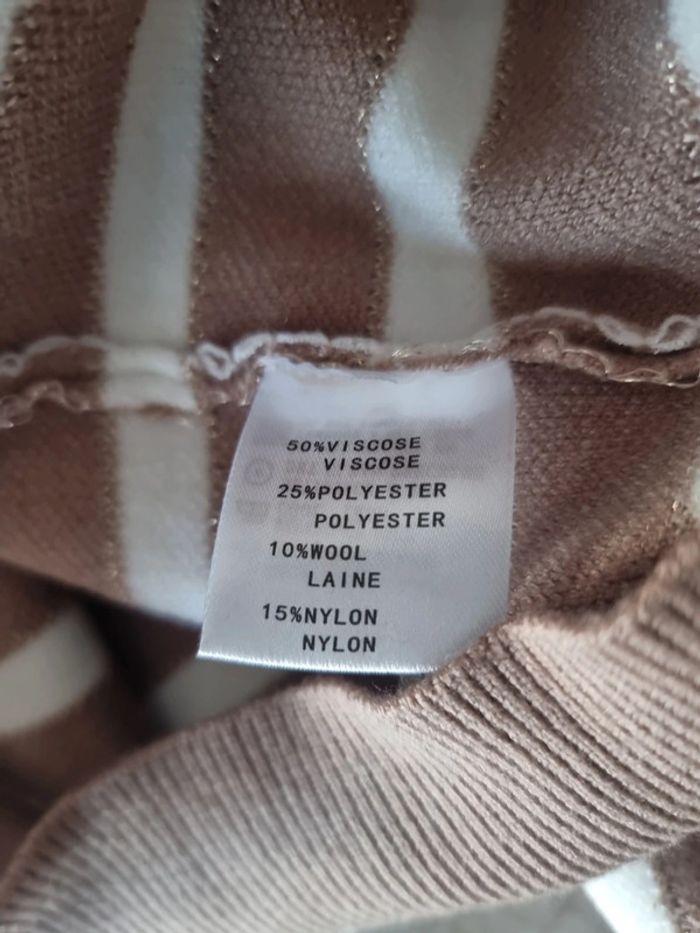 50%VISCOSE
VISCOSE
25%POLYESTER
POLYESTER
10%WOOL
LAINE
15%NYLON
NYLON